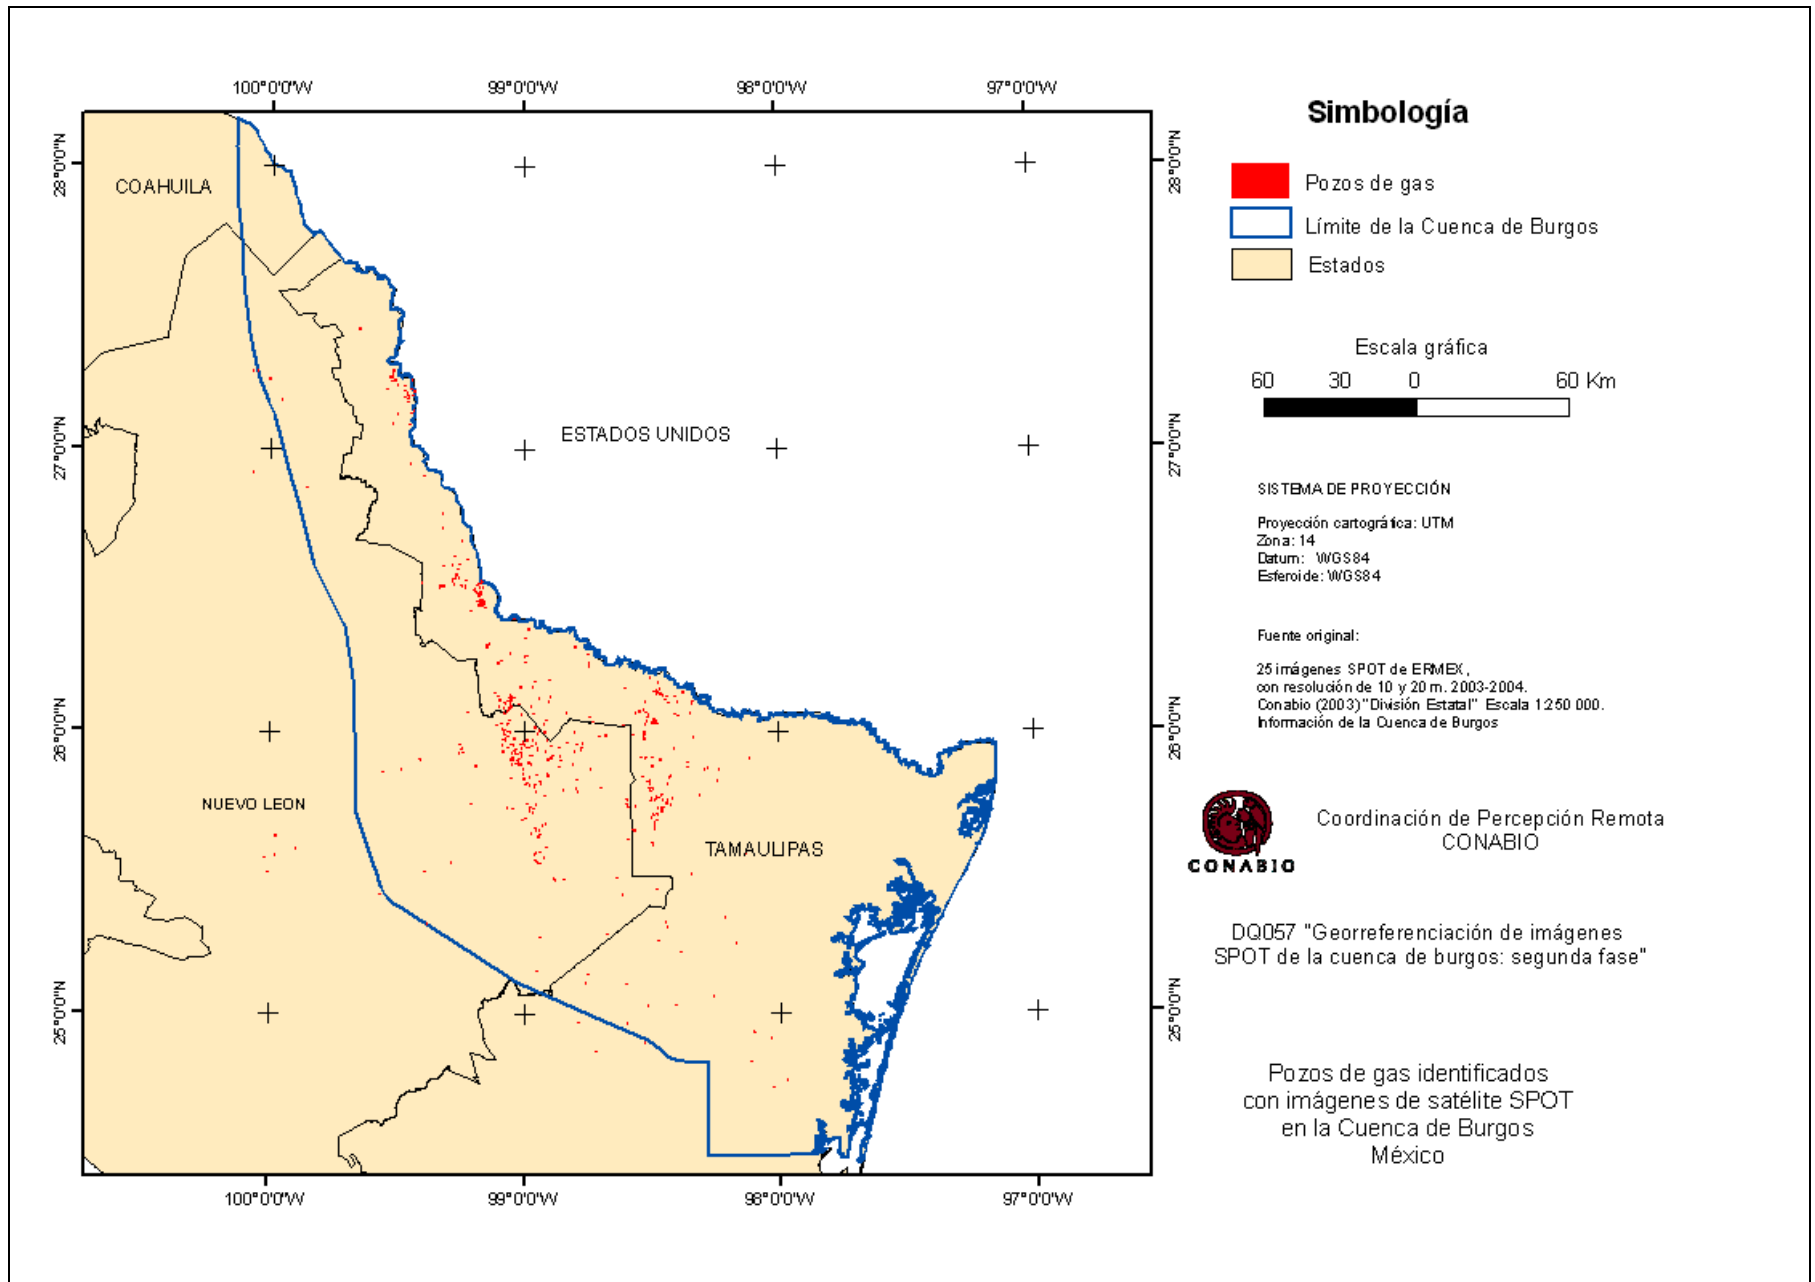 100°0'0"W 99°0'0"W 98°0'0"W 97°0'0"W
28°0'0"N
27°0'0"N
26°0'0"N
25°0'0"N
COAHUILA
ESTADOS UNIDOS
NUEVO LEON
TAMAULIPAS
28°0'0"N
27°0'0"N
26°0'0"N
25°0'0"N
100°0'0"W 99°0'0"W 98°0'0"W 97°0'0"W
Simbología
Pozos de gas
Límite de la Cuenca de Burgos
Estados
Escala gráfica
60 30 0 60 Km
SISTEMA DE PROYECCIÓN
Proyección cartográfica: UTM
Zona: 14
Datum: WGS84
Esferoide: WGS84
Fuente original:
25 imágenes SPOT de ERMEX,
con resolución de 10 y 20 m. 2003-2004.
Conabio (2003) "División Estatal" Escala 1:250 000.
Información de la Cuenca de Burgos
CONABIO
Coordinación de Percepción Remota
CONABIO
DQ057 "Georreferenciación de imágenes
SPOT de la cuenca de burgos: segunda fase"
Pozos de gas identificados
con imágenes de satélite SPOT
en la Cuenca de Burgos
México